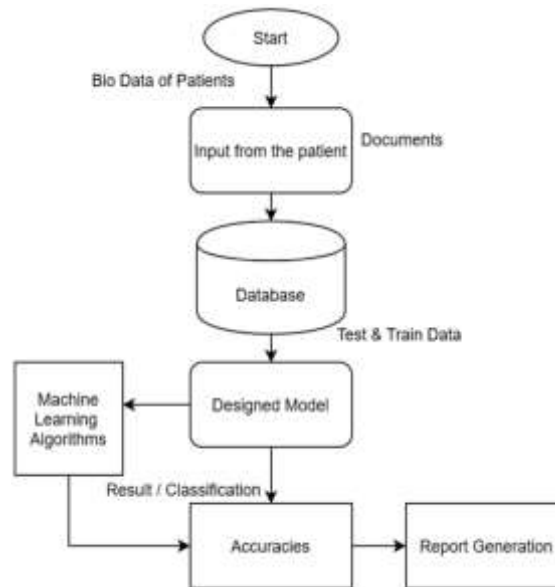 Start
Bio Data of Patients
Input from the patient
Documents
Database
Test & Train Data
Machine
Learning
Algorithms
Designed Model
Result / Classification
Accuracies
Report Generation